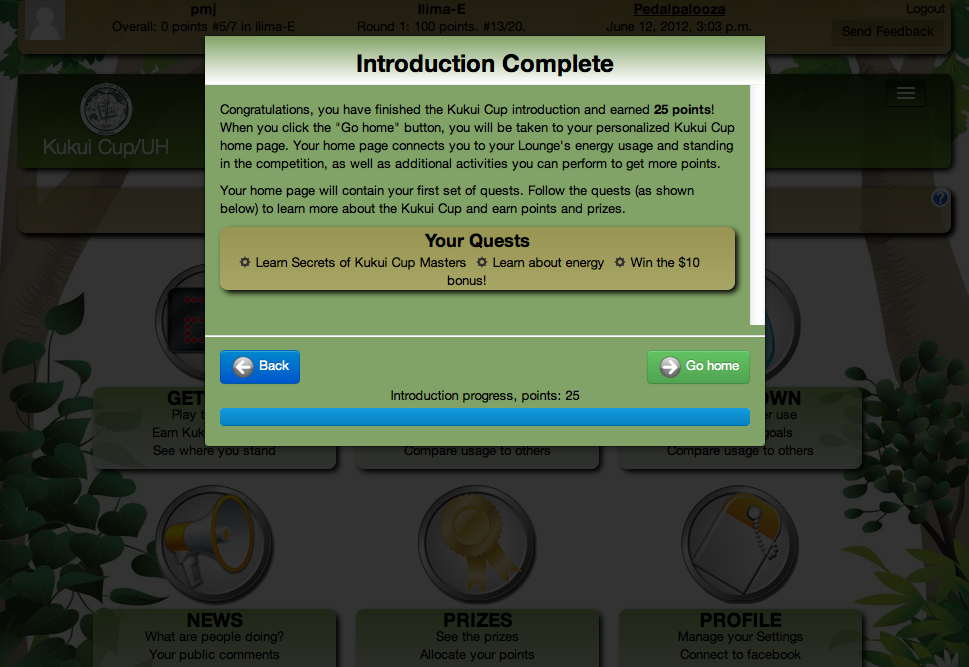 pmj
Overall: 0 points #5/7 in Ilima-E
Ilima-E
Round 1: 100 points. #13/20.
Pedalpalooza
June 12, 2012, 3:03 p.m.
Logout
Send Feedback
Kukui Cup/UH
?
Introduction Complete
Congratulations, you have finished the Kukui Cup introduction and earned 25 points!
When you click the "Go home" button, you will be taken to your personalized Kukui Cup
home page. Your home page connects you to your Lounge's energy usage and standing
in the competition, as well as additional activities you can perform to get more points.
Your home page will contain your first set of quests. Follow the quests (as shown
below) to learn more about the Kukui Cup and earn points and prizes.
Your Quests
Learn Secrets of Kukui Cup Masters Learn about energy Win the $10
bonus!
Back
Go home
Introduction progress, points: 25
GET
Play
Earn Kuk
See where you stand
Compare usage to others
OWN
use
goals
Compare usage to others
NEWS
What are people doing?
Your public comments
PRIZES
See the prizes
Allocate your points
PROFILE
Manage your Settings
Connect to facebook